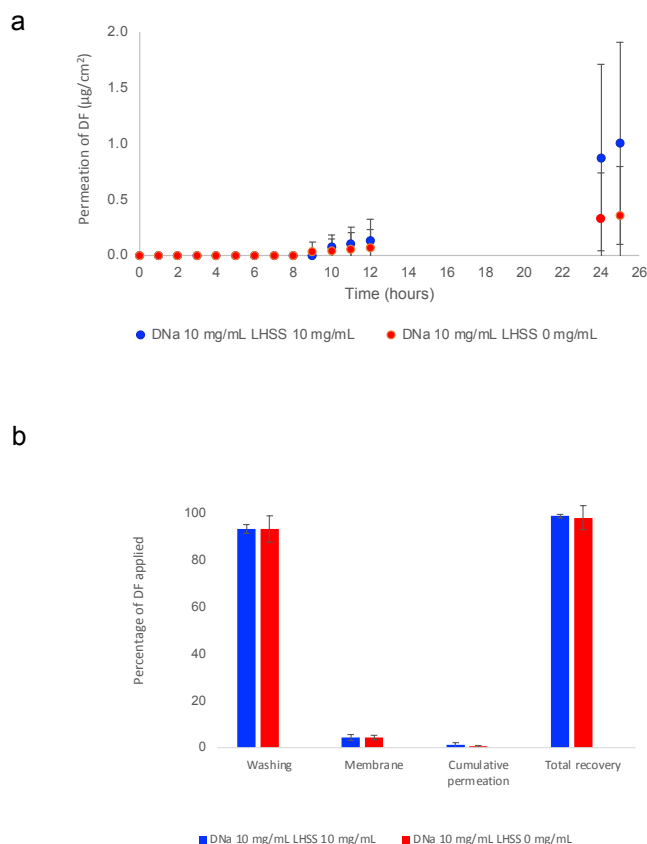 a
2.0
1.5
1.0
0.5
0.0
Permeation of DF (µg/cm²)
0 2 4 6 8 10 12 14 16 18 20 22 24 26
Time (hours)
DNa 10 mg/mL LHSS 10 mg/mL DNa 10 mg/mL LHSS 0 mg/mL
b
100
80
60
40
20
0
Percentage of DF applied
Washing Membrane Cumulative Total recovery
permeation
DNa 10 mg/mL LHSS 10 mg/mL DNa 10 mg/mL LHSS 0 mg/mL